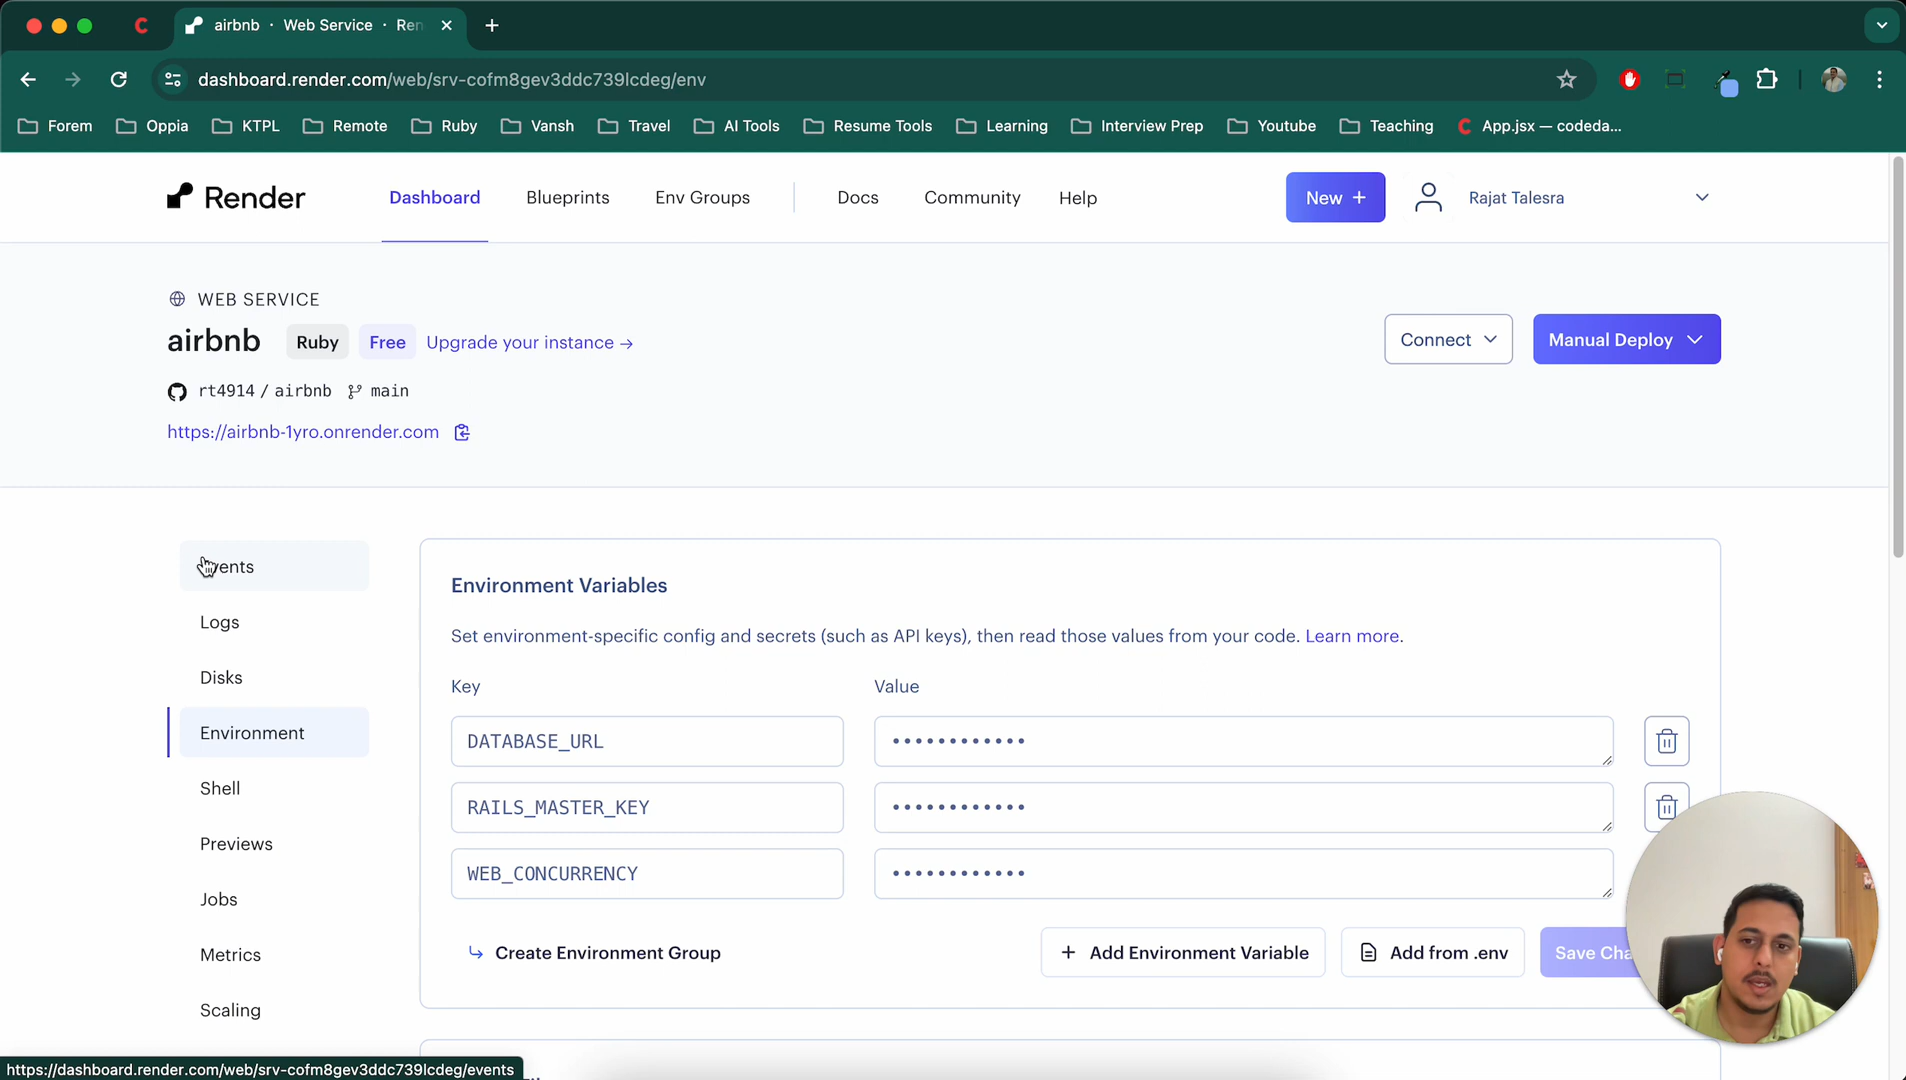 airbnb · Web Service · Ren
dashboard.render.com/web/srv-cofm8gev3ddc739lcdeg/env
Forem Oppia KTPL Remote Ruby Vansh Travel AI Tools Resume Tools Learning Interview Prep Youtube Teaching App.jsx — codeda...
Render Dashboard Blueprints Env Groups Docs Community Help New + Rajat Talesra
WEB SERVICE
airbnb Ruby Free Upgrade your instance →
Connect Manual Deploy
rt4914 / airbnb main
https://airbnb-1yro.onrender.com
Events
Logs
Disks
Environment
Shell
Previews
Jobs
Metrics
Scaling
Environment Variables
Set environment-specific config and secrets (such as API keys), then read those values from your code. Learn more.
Key Value
DATABASE_URL ••••••••••••
RAILS_MASTER_KEY ••••••••••••
WEB_CONCURRENCY ••••••••••••
Create Environment Group + Add Environment Variable Add from .env Save Cha
https://dashboard.render.com/web/srv-cofm8gev3ddc739lcdeg/events